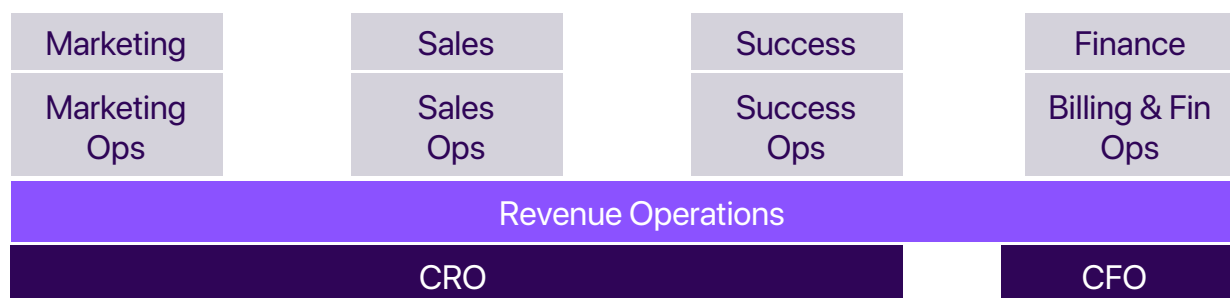 Marketing
Sales
Success
Finance
Marketing
Ops
Sales
Ops
Success
Ops
Billing & Fin
Ops
Revenue Operations
CRO
CFO